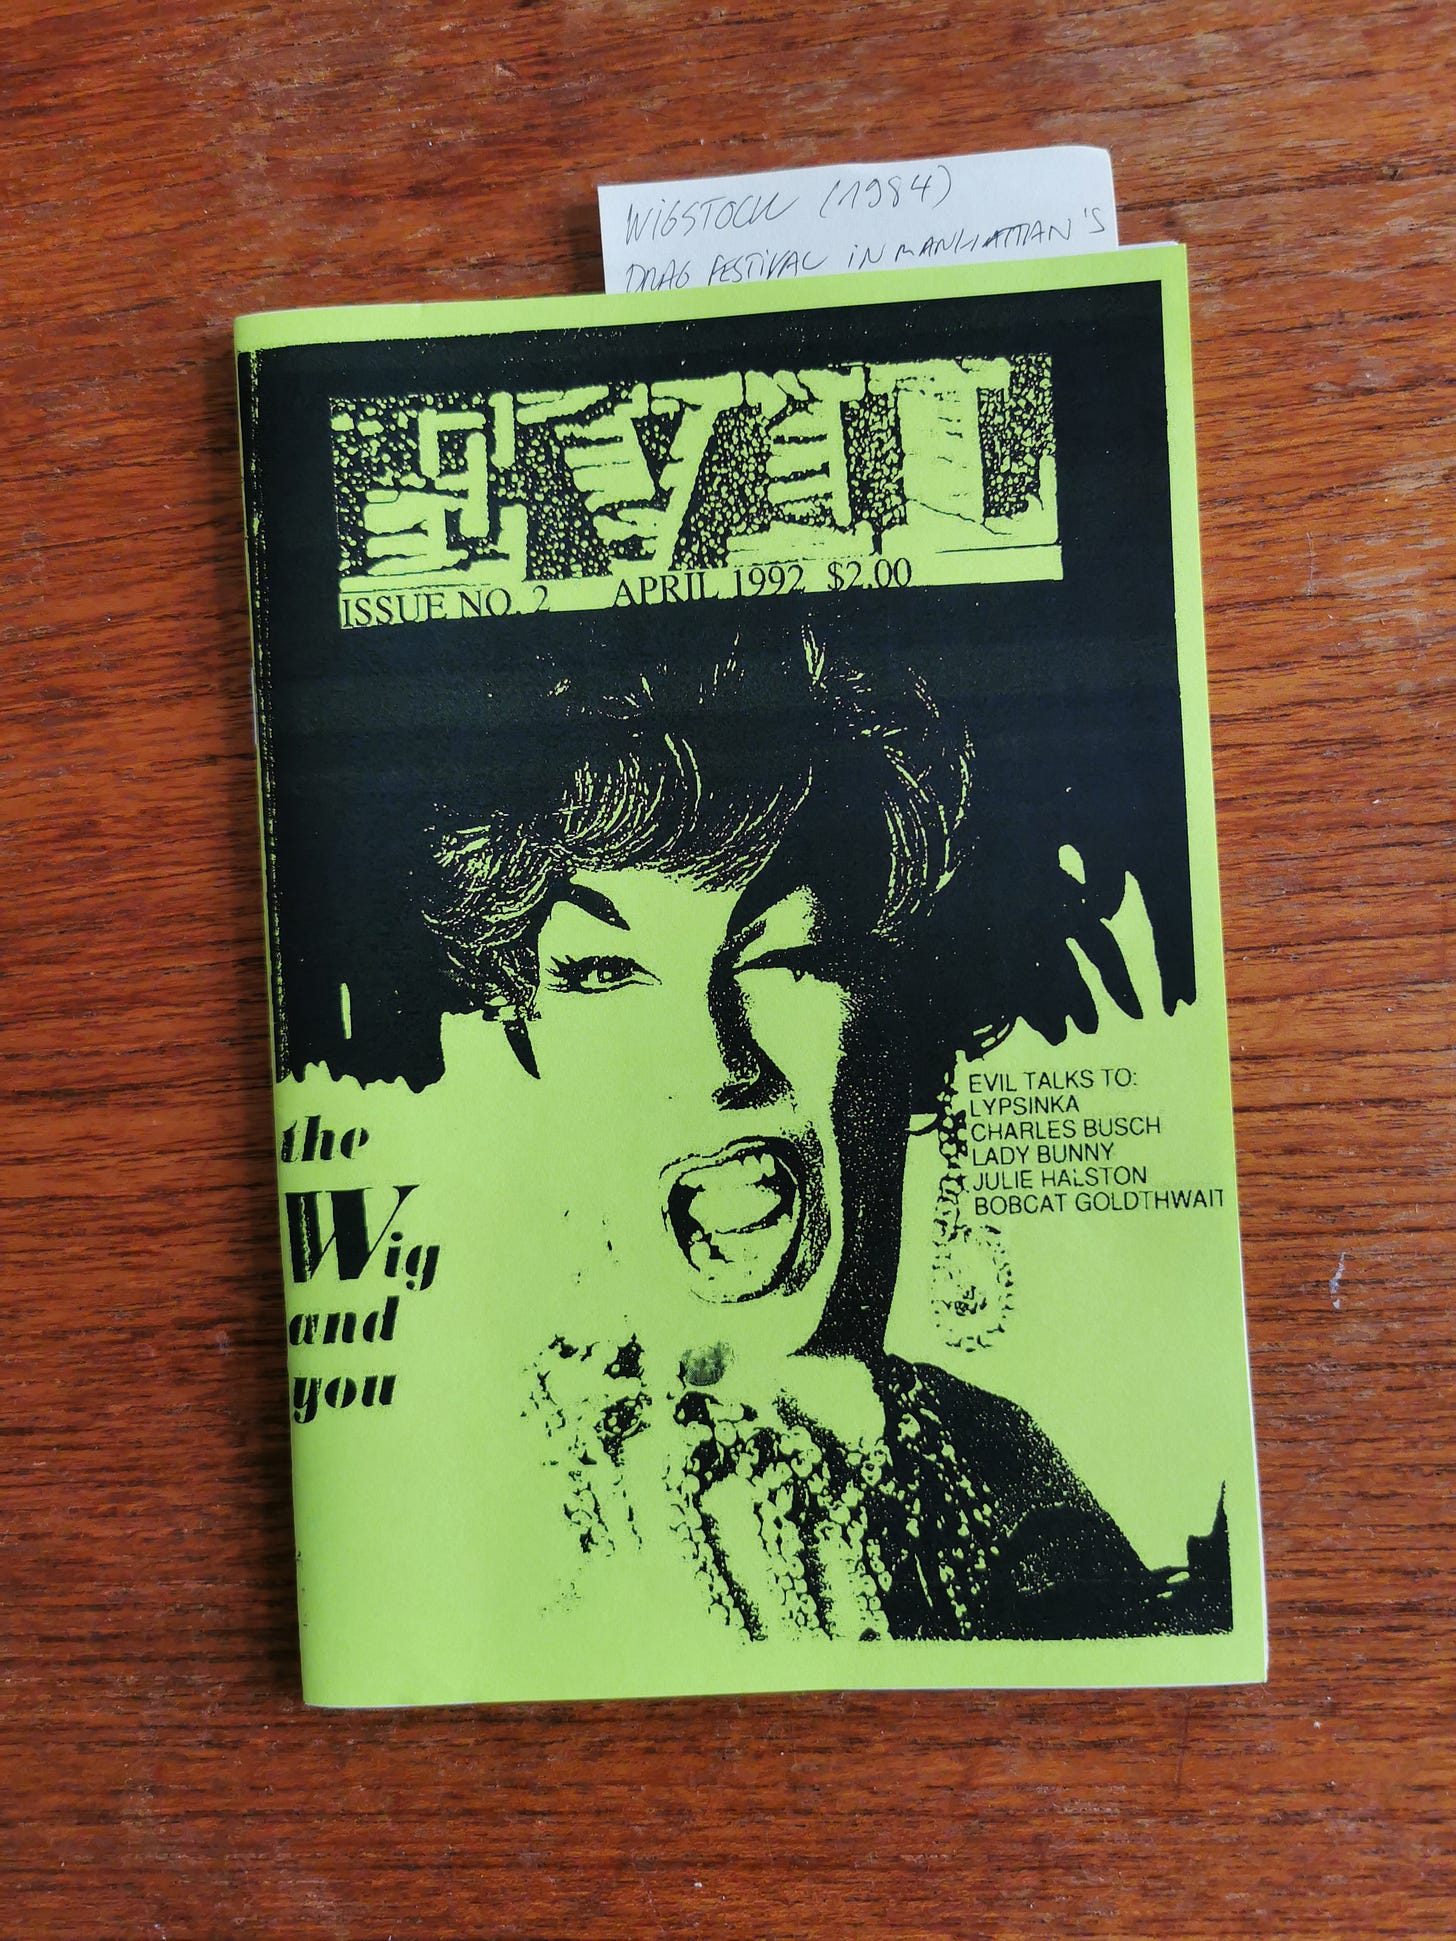 WIGSTOCK (1984)
DRAG FESTIVAL IN MANHATTAN'S
EVIL
ISSUE NO. 2 APRIL 1992 $2.00
the
Wig
and
you
EVIL TALKS TO:
LYPSINKA
CHARLES BUSCH
LADY BUNNY
JULIE HALSTON
BOBCAT GOLDTHWAIT